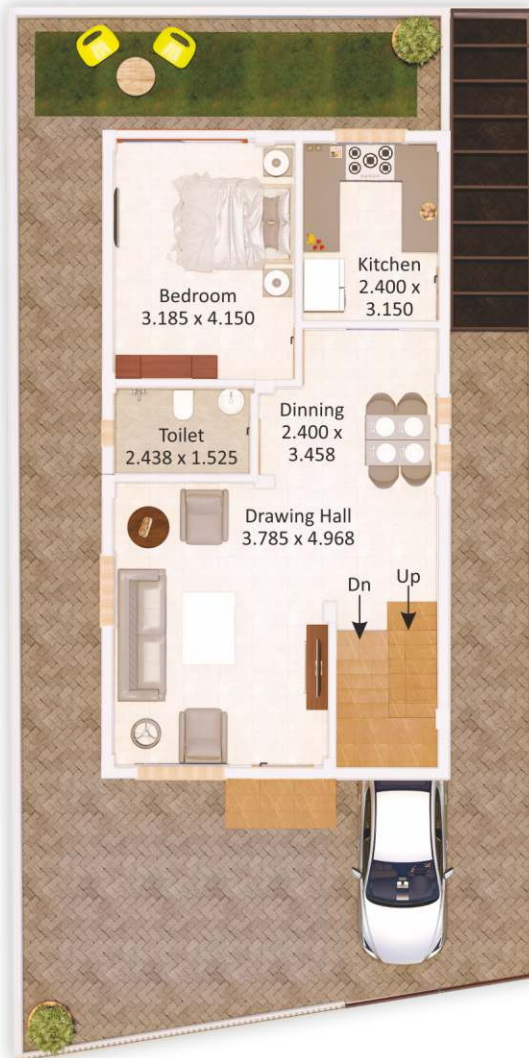 Kitchen
2.400 x
3.150
Bedroom
3.185 x 4.150
Dinning
2.400 x
3.458
Toilet
2.438 x 1.525
Drawing Hall
3.785 x 4.968
Dn
Up